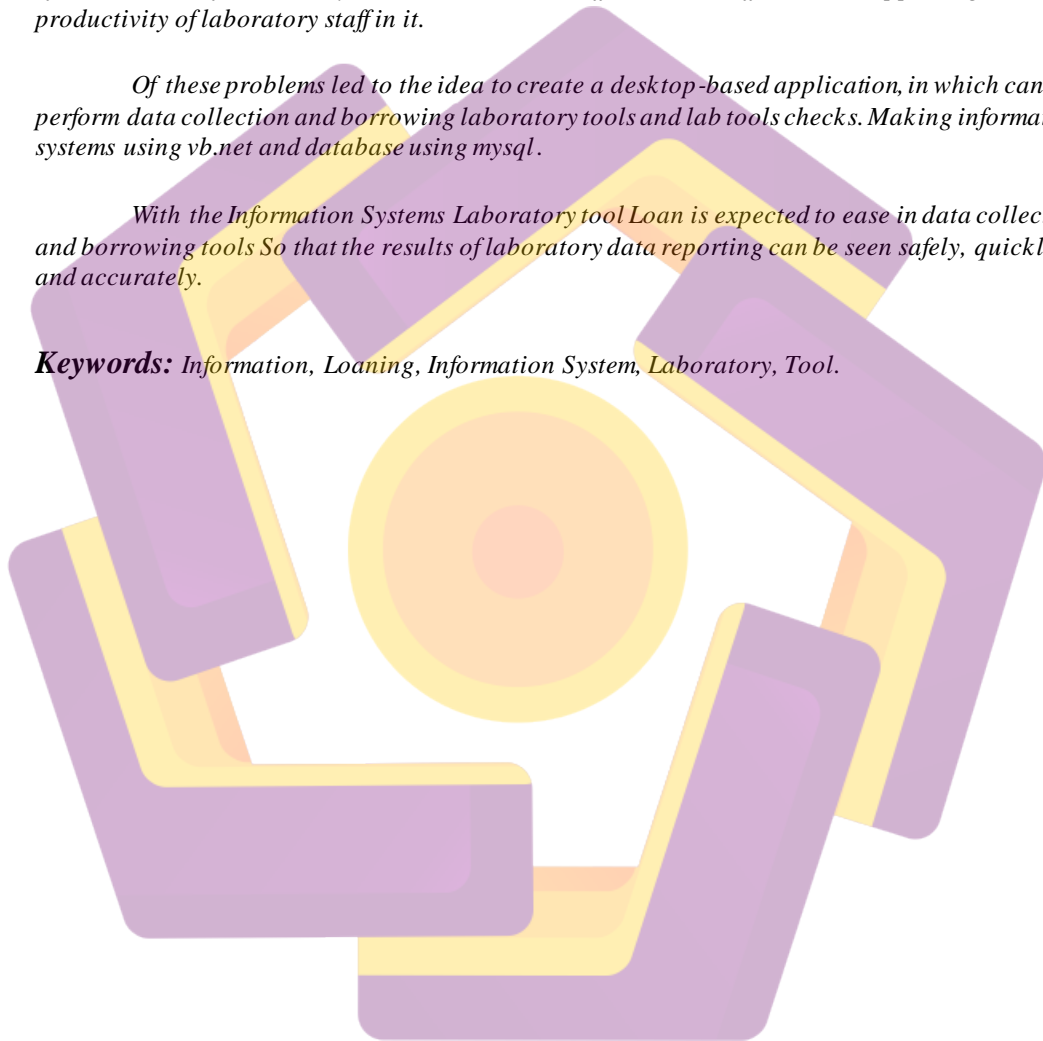 productivity of laboratory staff in it.
Of these problems led to the idea to create a desktop-based application, in which can
perform data collection and borrowing laboratory tools and lab tools checks. Making informa
systems using vb.net and database using mysql.
With the Information Systems Laboratory tool Loan is expected to ease in data collec
and borrowing tools So that the results of laboratory data reporting can be seen safely, quickl
and accurately.
Keywords: Information, Loaning, Information System, Laboratory, Tool.